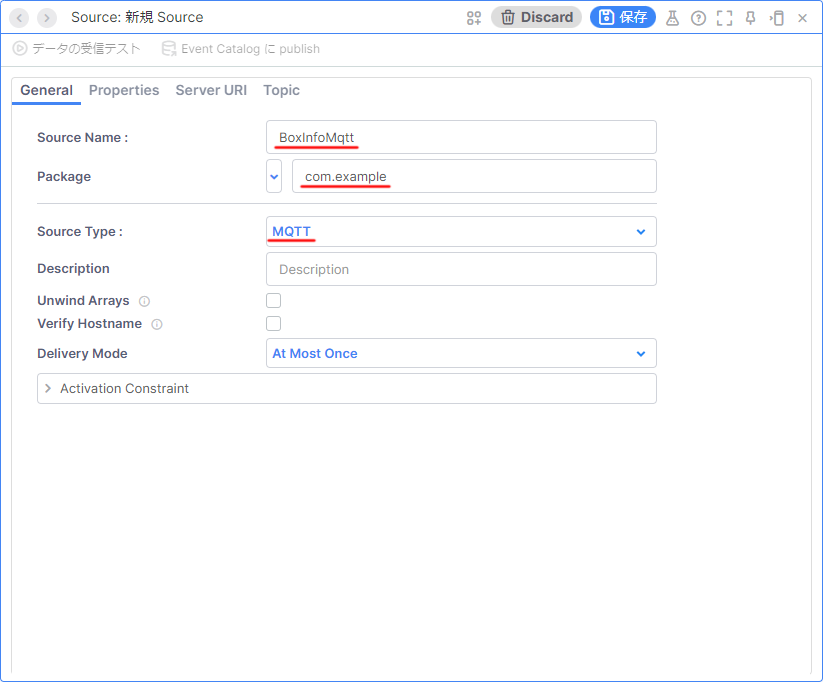 Source: 新規 Source
Discard
保存
データの受信テスト
Event Catalog に publish
General Properties Server URI Topic
Source Name :
BoxInfoMqtt
Package
com.example
Source Type :
MQTT
Description
Description
Unwind Arrays
Verify Hostname
Delivery Mode
At Most Once
Activation Constraint